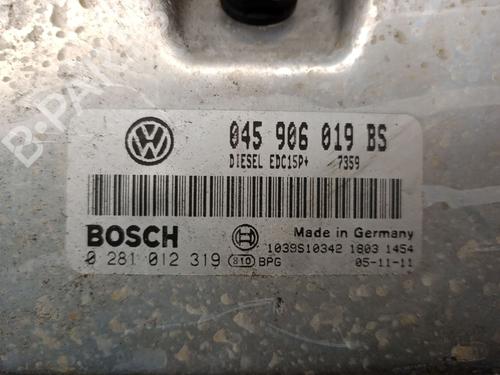 045 906 019 BS
DIESEL EDC15P+ 7359
BOSCH
Made in Germany
1039S10342 1803 1454
0 281 012 319 810 BPG
05-11-11